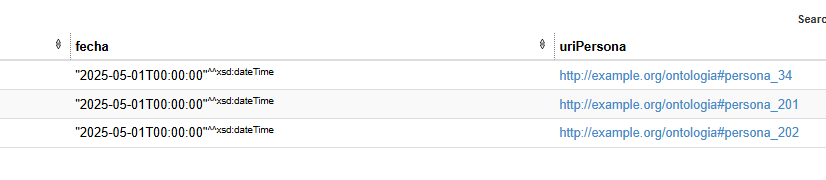 Searc
fecha uriPersona
"2025-05-01T00:00:00"^^xsd:dateTime http://example.org/ontologia#persona_34
"2025-05-01T00:00:00"^^xsd:dateTime http://example.org/ontologia#persona_201
"2025-05-01T00:00:00"^^xsd:dateTime http://example.org/ontologia#persona_202